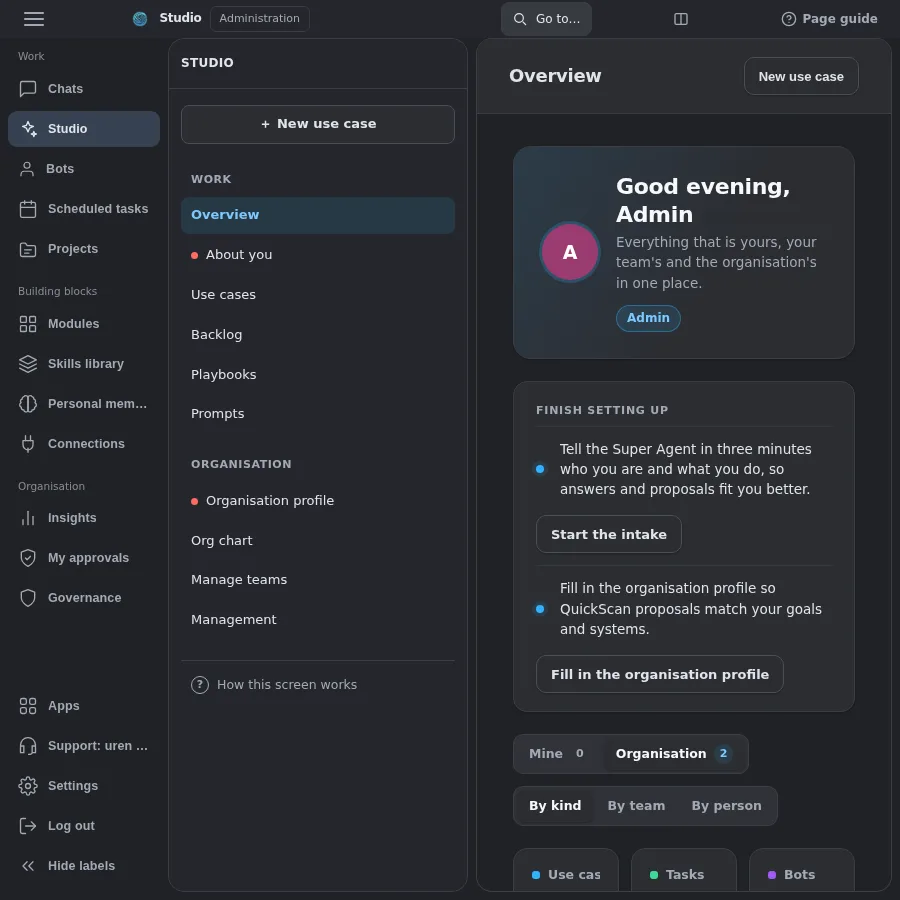 Studio
Administration
Go to...
Page guide
Work
Chats
Studio
Bots
Scheduled tasks
Projects
Building blocks
Modules
Skills library
Personal mem...
Connections
Organisation
Insights
My approvals
Governance
Apps
Support: uren ...
Settings
Log out
Hide labels
STUDIO
+ New use case
WORK
Overview
About you
Use cases
Backlog
Playbooks
Prompts
ORGANISATION
Organisation profile
Org chart
Manage teams
Management
? How this screen works
Overview
New use case
A
Good evening,
Admin
Everything that is yours, your
team's and the organisation's
in one place.
Admin
FINISH SETTING UP
Tell the Super Agent in three minutes
who you are and what you do, so
answers and proposals fit you better.
Start the intake
Fill in the organisation profile so
QuickScan proposals match your goals
and systems.
Fill in the organisation profile
Mine 0
Organisation 2
By kind
By team
By person
Use cas
Tasks
Bots